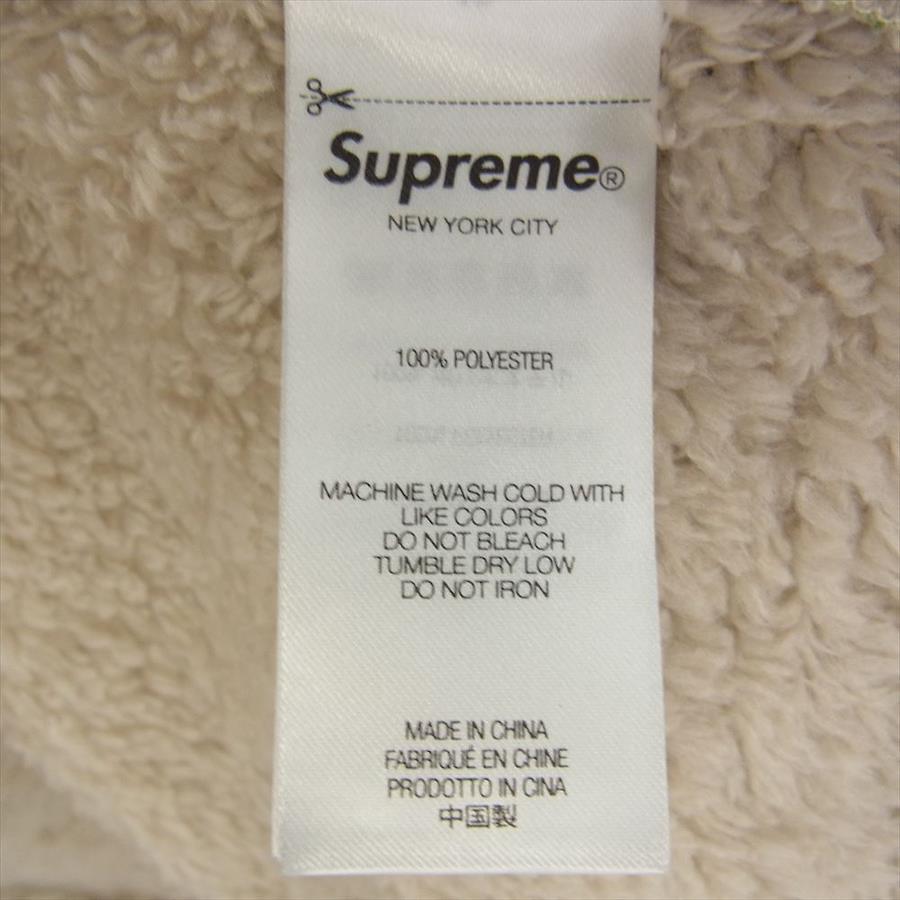 Supreme®
NEW YORK CITY
100% POLYESTER
MACHINE WASH COLD WITH
LIKE COLORS
DO NOT BLEACH
TUMBLE DRY LOW
DO NOT IRON
MADE IN CHINA
FABRIQUÉ EN CHINE
PRODOTTO IN CINA
中国製